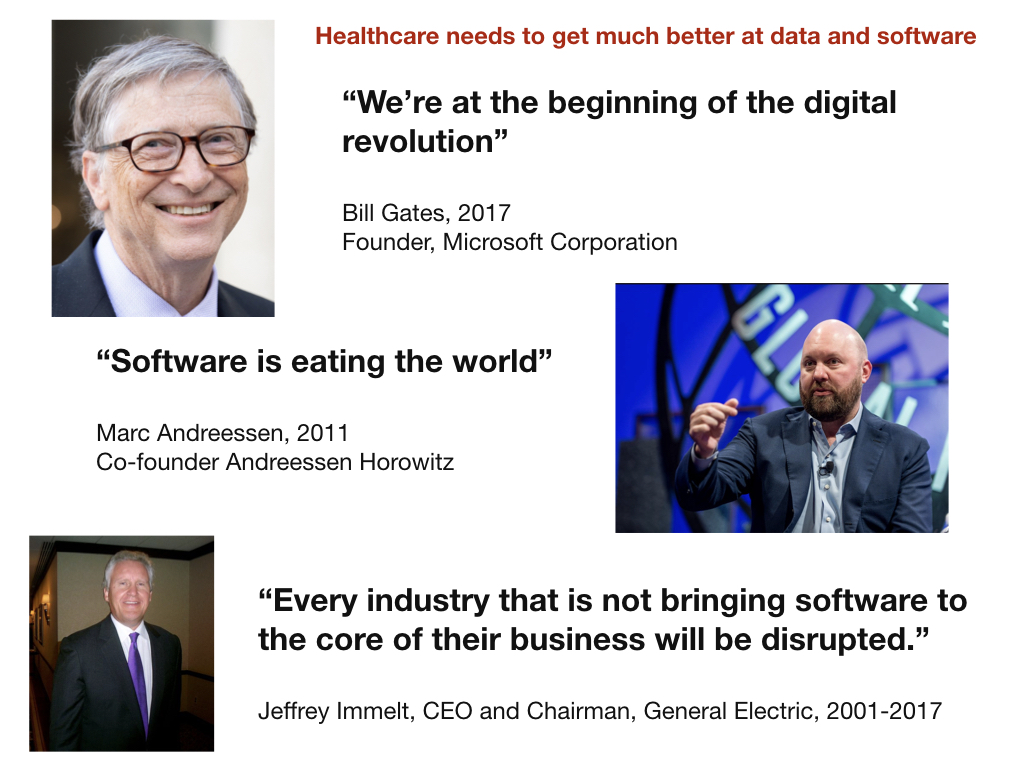 Healthcare needs to get much better at data and software
“We’re at the beginning of the digital
revolution”
Bill Gates, 2017
Founder, Microsoft Corporation
GLOBAL
“Software is eating the world”
Marc Andreessen, 2011
Co-founder Andreessen Horowitz
“Every industry that is not bringing software to
the core of their business will be disrupted.”
Jeffrey Immelt, CEO and Chairman, General Electric, 2001-2017